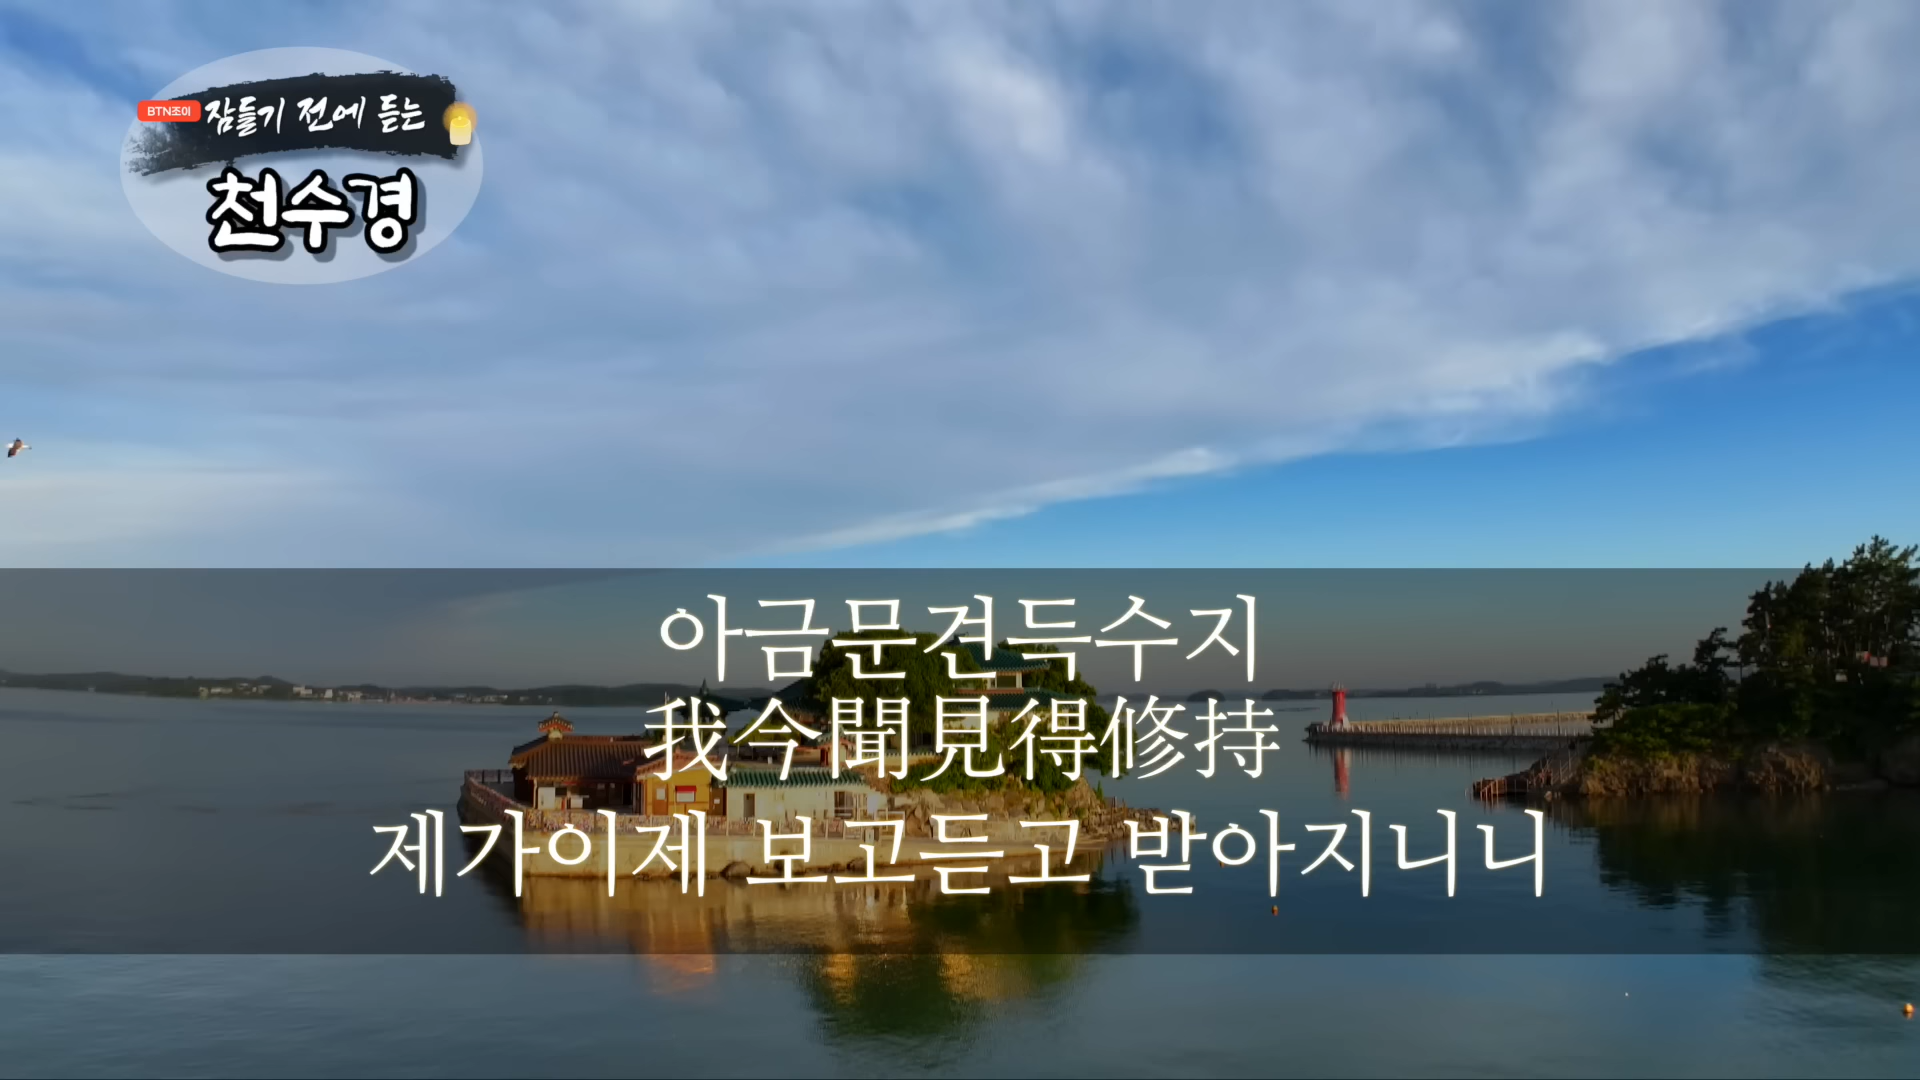 BTN조이 잠들기 전에 듣는
천수경
아금문견득수지
我今聞見得修持
제가이제 보고듣고 받아지니니